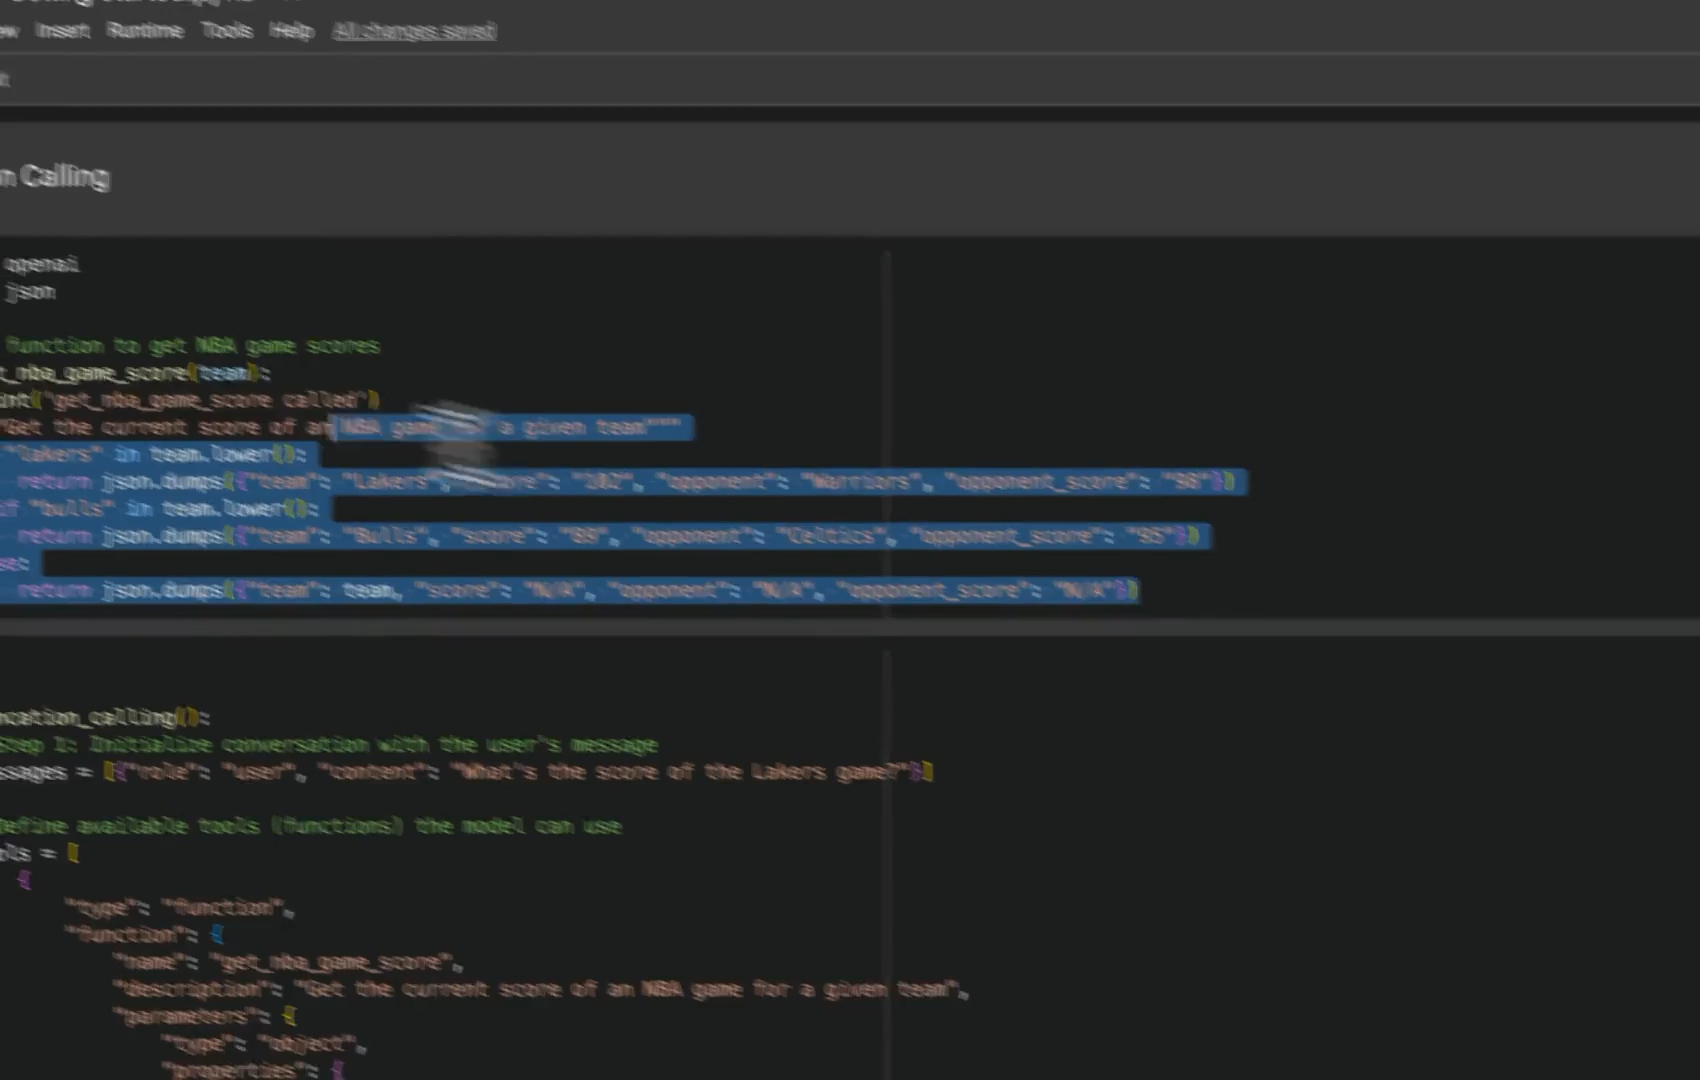 Insert Runtime Tools Help All changes saved
n Calling
openai
json
function to get NBA game scores
t_nba_game_score(team):
int("get_nba_game_score called")
"Get the current score of an NBA game a given team"""
"lakers" in team.lower():
return json.dumps({"team": "Lakers", "score": "102", "opponent": "Warriors", "opponent_score": "98"})
if "bulls" in team.lower():
return json.dumps({"team": "Bulls", "score": "89", "opponent": "Celtics", "opponent_score": "95"})
se:
return json.dumps({"team": team, "score": "N/A", "opponent": "N/A", "opponent_score": "N/A"})
ncation_calling():
Step 1: Initialize conversation with the user's message
ssages = [{"role": "user", "content": "What's the score of the Lakers game?"}]
Define available tools (functions) the model can use
ols = [
{
"type": "function",
"function": {
"name": "get_nba_game_score",
"description": "Get the current score of an NBA game for a given team",
"parameters": {
"type": "object",
"properties": {